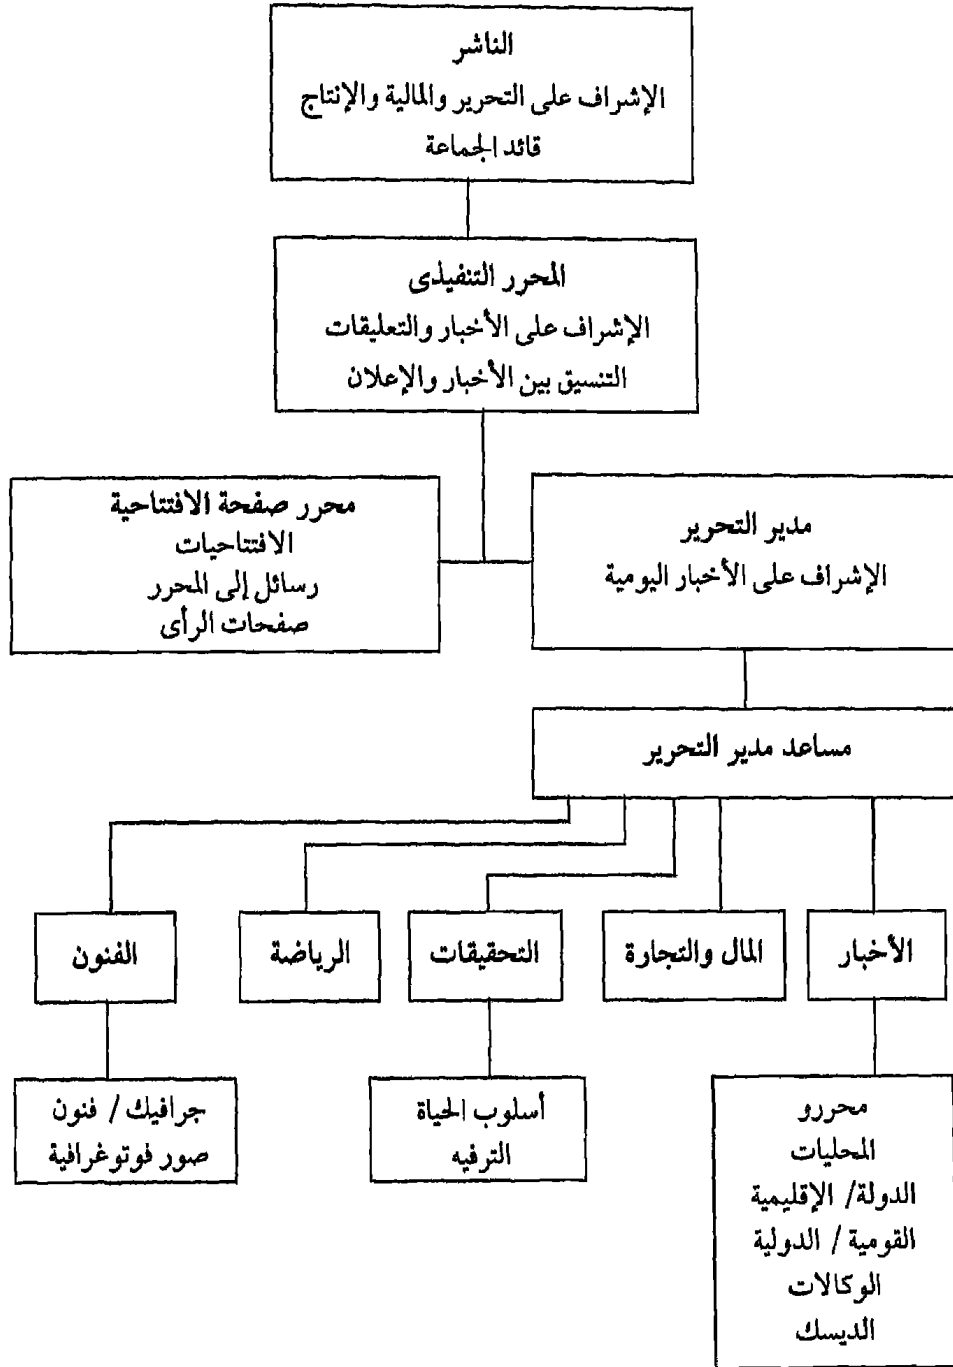 الناشر
الإشراف على التحرير والمالية والإنتاج
قائد الجماعة
المحرر التنفيذى
الإشراف على الأخبار والتعليقات
التنسيق بين الأخبار والإعلان
مدير التحرير
الإشراف على الأخبار اليومية
محرر صفحة الافتتاحية
الافتتاحيات
رسائل إلى المحرر
صفحات الرأى
مساعد مدير التحرير
الأخبار
المال والتجارة
التحقيقات
الرياضة
الفنون
محررو
المحليات
الدولة/ الإقليمية
القومية / الدولية
الوكالات
الديسك
أسلوب الحياة
الترفيه
جرافيك / فنون
صور فوتوغرافية